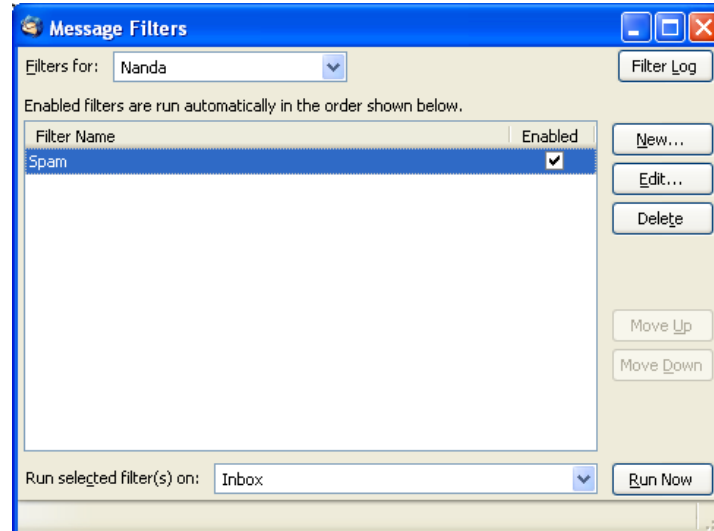 Message Filters
Filters for: Nanda Filter Log
Enabled filters are run automatically in the order shown below.
Filter Name Enabled
Spam
New...
Edit...
Delete
Move Up
Move Down
Run selected filter(s) on: Inbox Run Now